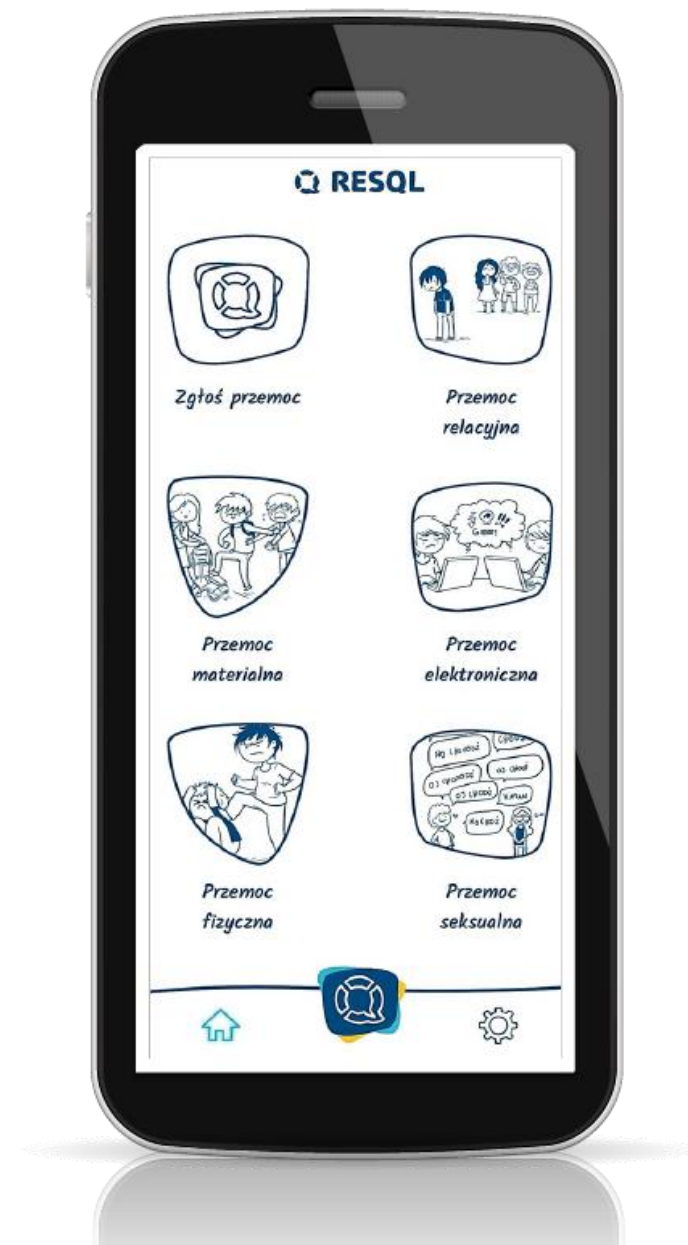 RESQL
Zgłoś przemoc
Przemoc
relacyjna
Przemoc
materialna
Przemoc
elektroniczna
Przemoc
fizyczna
Przemoc
seksualna